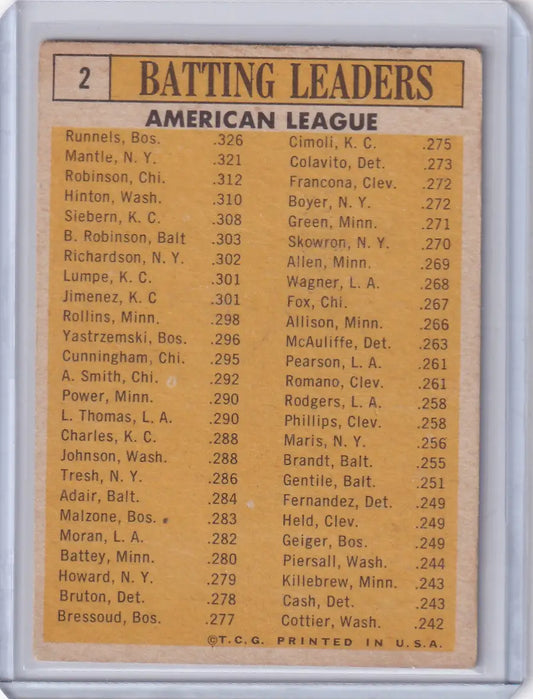 2
BATTING LEADERS
AMERICAN LEAGUE
Runnels, Bos. .326
Mantle, N. Y. .321
Robinson, Chi. .312
Hinton, Wash. .310
Siebern, K. C. .308
B. Robinson, Balt .303
Richardson, N. Y. .302
Lumpe, K. C. .301
Jimenez, K. C .301
Rollins, Minn. .298
Yastrzemski, Bos. .296
Cunningham, Chi. .295
A. Smith, Chi. .292
Power, Minn. .290
L. Thomas, L. A. .290
Charles, K. C. .288
Johnson, Wash. .288
Tresh, N. Y. .286
Adair, Balt. .284
Malzone, Bos. .283
Moran, L. A. .282
Battey, Minn. .280
Howard, N. Y. .279
Bruton, Det. .278
Bressoud, Bos. .277
Cimoli, K. C. .275
Colavito, Det. .273
Francona, Clev. .272
Boyer, N. Y. .272
Green, Minn. .271
Skowron, N. Y. .270
Allen, Minn. .269
Wagner, L. A. .268
Fox, Chi. .267
Allison, Minn. .266
McAuliffe, Det. .263
Pearson, L. A. .261
Romano, Clev. .261
Rodgers, L. A. .258
Phillips, Clev. .258
Maris, N. Y. .256
Brandt, Balt. .255
Gentile, Balt. .251
Fernandez, Det. .249
Held, Clev. .249
Geiger, Bos. .249
Piersall, Wash. .244
Killebrew, Minn. .243
Cash, Det. .243
Cottier, Wash. .242
©T.C.G. PRINTED IN U.S.A.